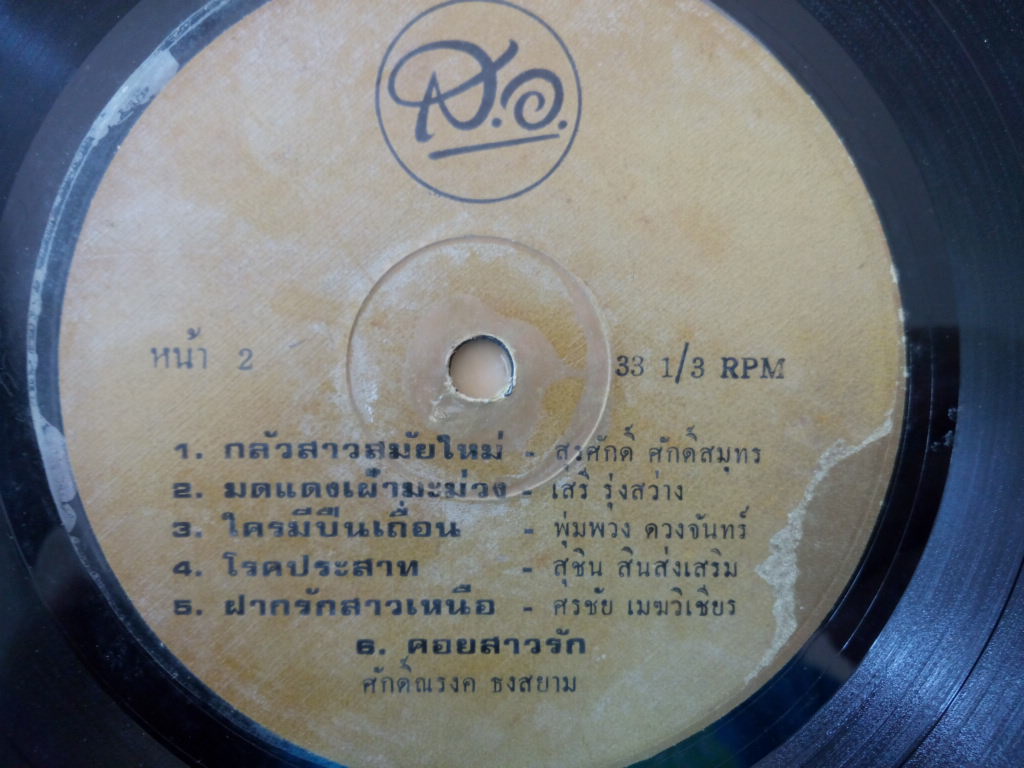 ส.อ.
หน้า 2
33 1/3 RPM
1. กลัวสาวสมัยใหม่ - สุรศักดิ์ ศักดิ์สมุทร
2. มดแดงเฝ้ามะม่วง - เสรี รุ่งสว่าง
3. ใครมีปืนเถื่อน - พุ่มพวง ดวงจันทร์
4. โรคประสาท - สุชิน สินส่งเสริม
5. ฝากรักสาวเหนือ - ศรชัย เมฆวิเชียร
6. คอยสาวรัก
ศักดิ์ณรงค ธงสยาม